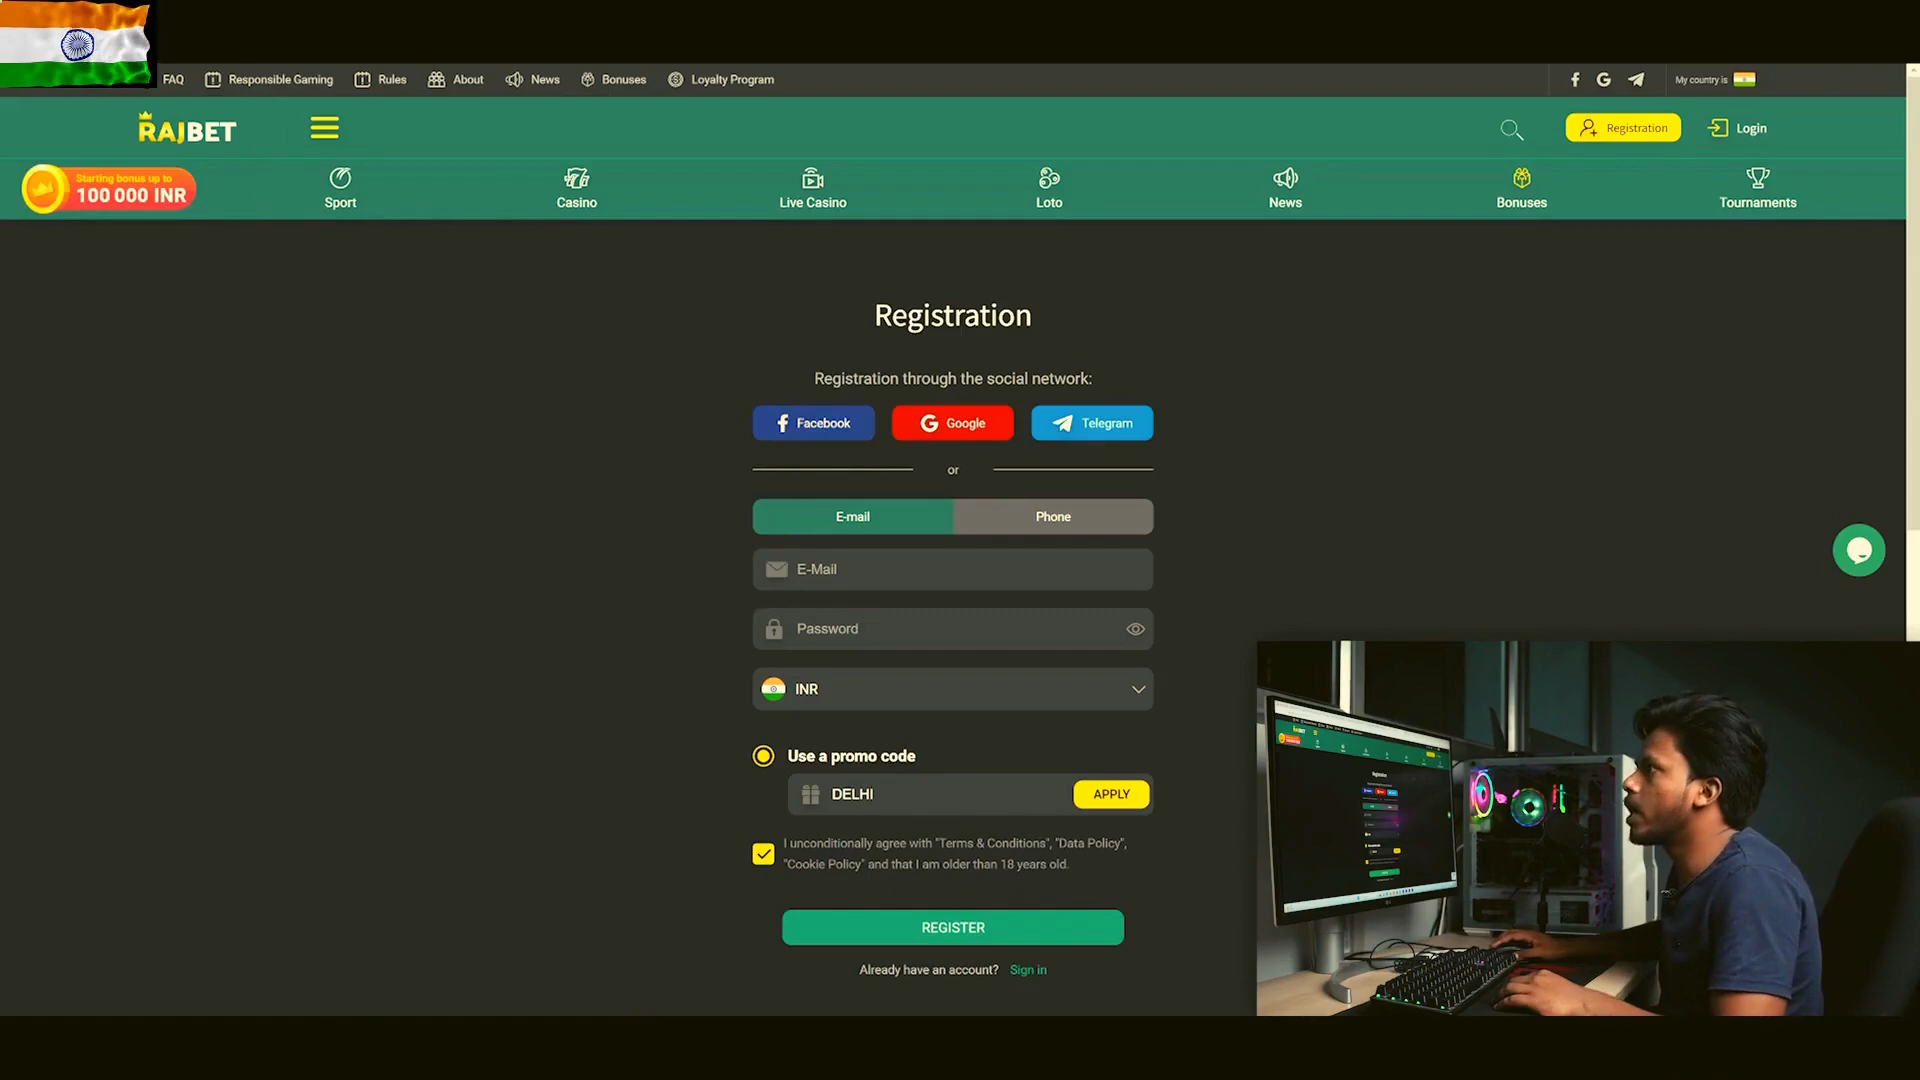 FAQ
Responsible Gaming
Rules
About
News
Bonuses
Loyalty Program
My country is
RAJBET
Registration
Login
Starting bonus up to
100 000 INR
Sport
Casino
Live Casino
Loto
News
Bonuses
Tournaments
Registration
Registration through the social network:
Facebook
Google
Telegram
or
E-mail
Phone
E-Mail
Password
INR
Use a promo code
DELHI
APPLY
I unconditionally agree with "Terms & Conditions", "Data Policy",
"Cookie Policy" and that I am older than 18 years old.
REGISTER
Already have an account? Sign in